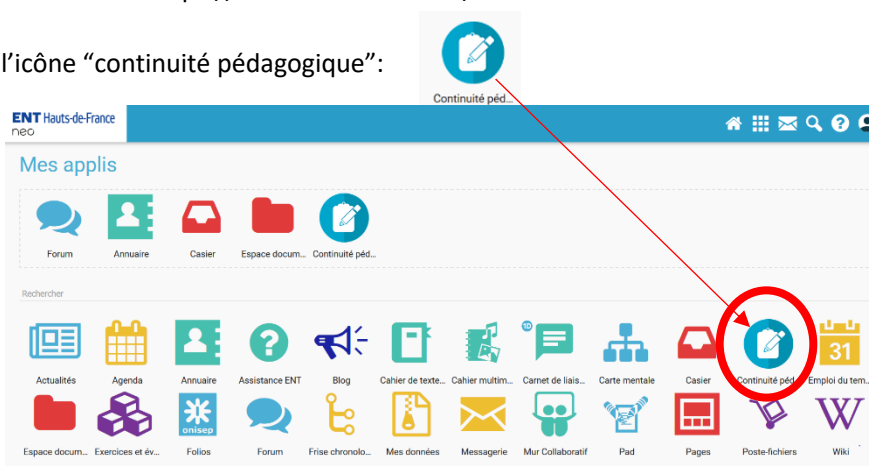 l’icône “continuité pédagogique”:
Continuité péd...
ENT Hauts-de-France
neo
Mes applis
Forum Annuaire Casier Espace docum... Continuité péd...
Rechercher
1D
31
Actualités Agenda Annuaire Assistance ENT Blog Cahier de texte... Cahier multim... Carnet de liais... Carte mentale Casier Continuité péd... Emploi du tem...
onisep
W
Espace docum... Exercices et év... Folios Forum Frise chronolo... Mes données Messagerie Mur Collaboratif Pad Pages Poste-fichiers Wiki